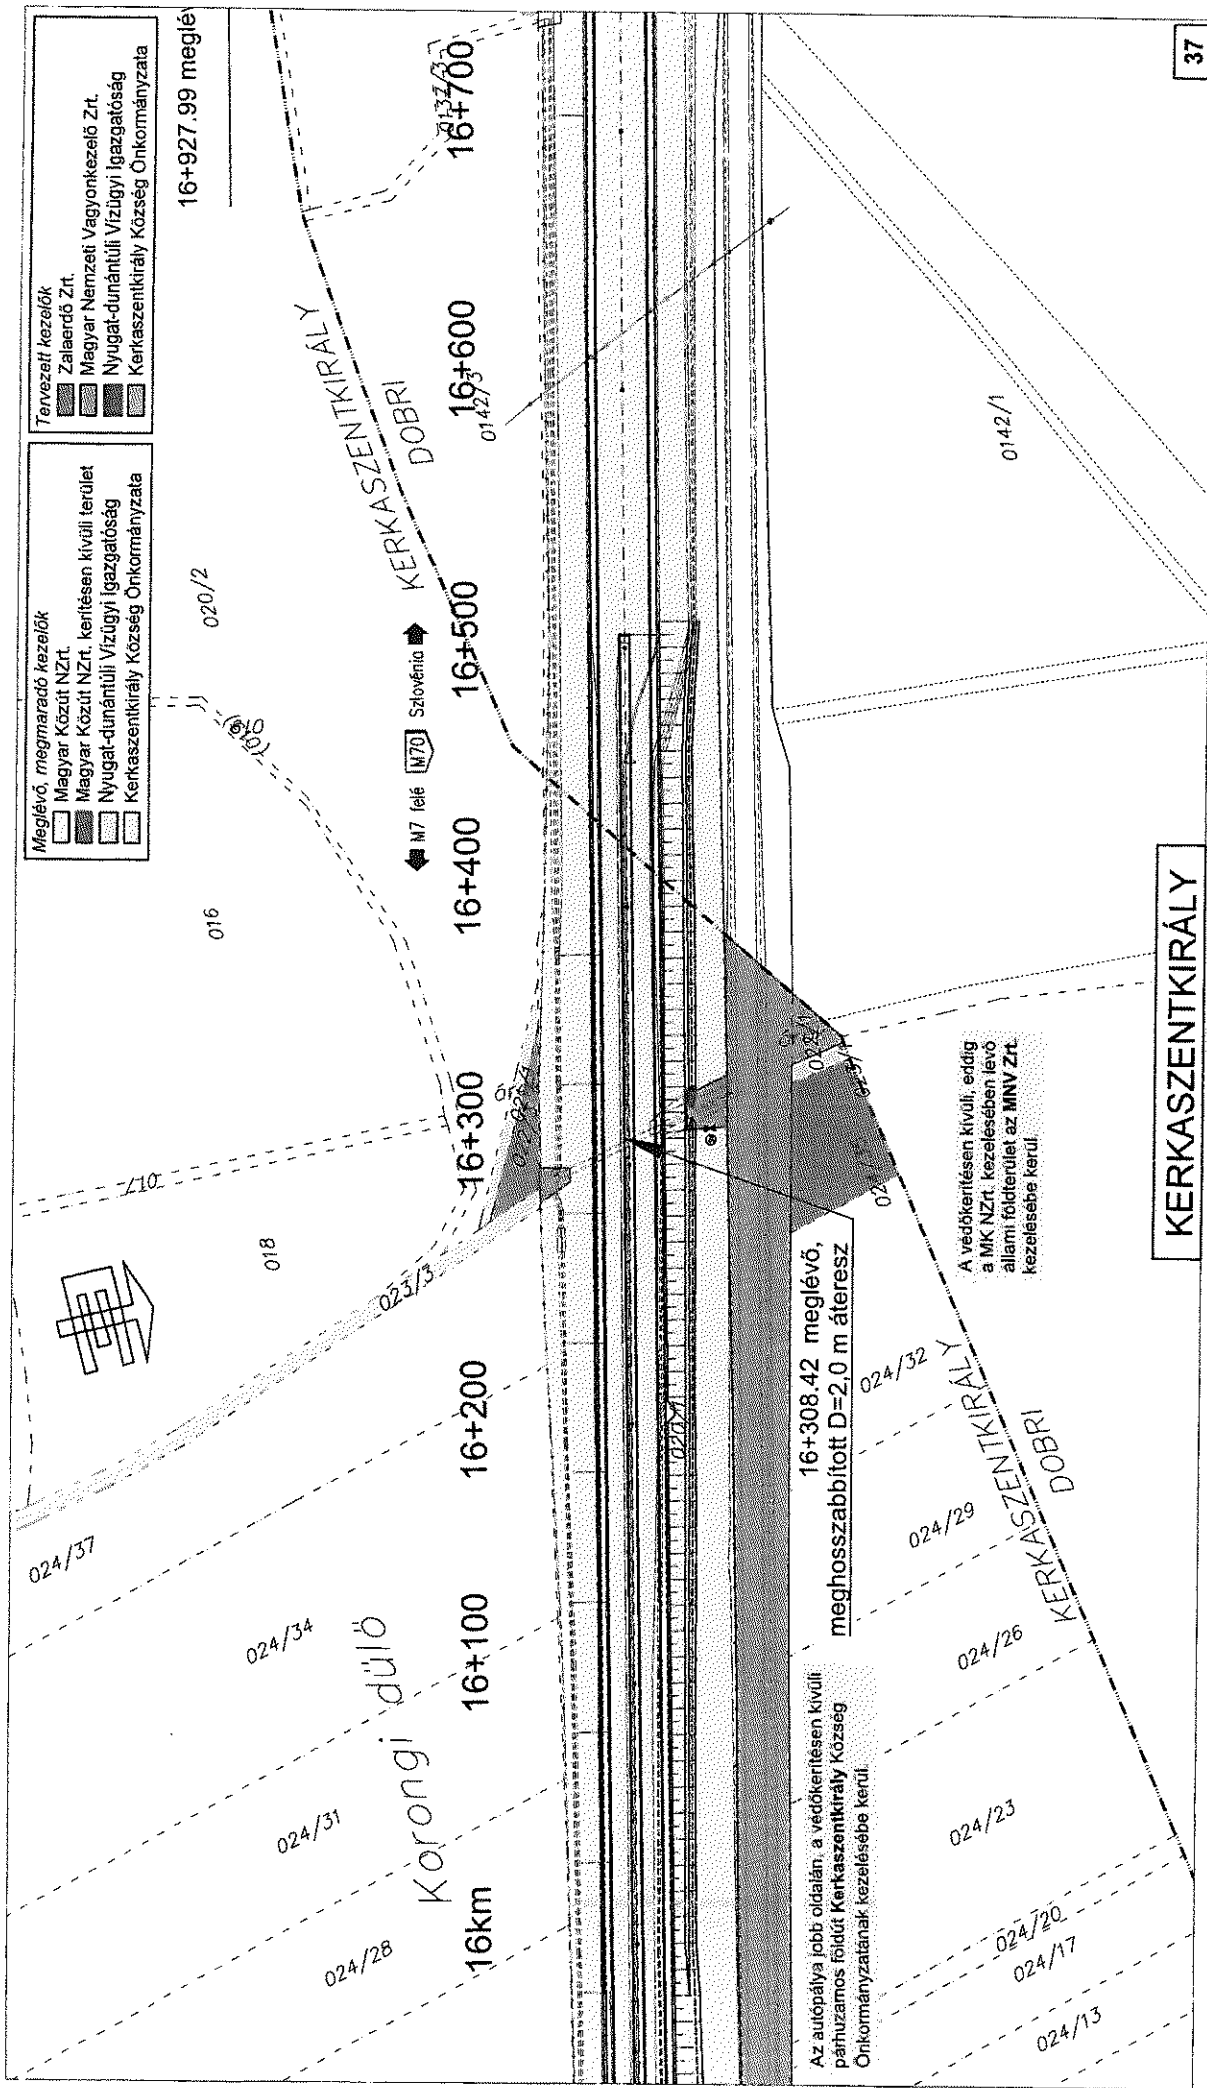 Meglévő, megmaradó kezelők
Magyar Közút NZrt.
Magyar Közút NZrt. kerítésen kívüli terület
Nyugat-dunántúli Vízügyi Igazgatóság
Kerkaszentkirály Község Önkormányzata
Tervezett kezelők
Zalaerdő Zrt.
Magyar Nemzeti Vagyonkezelő Zrt.
Nyugat-dunántúli Vízügyi Igazgatóság
Kerkaszentkirály Község Önkormányzata
16+927.99 meglév
024/37
018
017
016
020/2
024/34
024/31
024/28
023/3
0137/3
Korongi dűlő
M7 felé M70 Szlovénia
KERKASZENTKIRÁLY
DOBRI
16km
16+100
16+200
16+300
16+400
16+500
16+600
16+700
0142/3
16+308.42 meglévő,
meghosszabbított D=2,0 m áteresz
Az autópálya jobb oldalán, a védőkerítésen kívüli
párhuzamos földút Kerkaszentkirály Község
Önkormányzatának kezelésébe kerül.
A védőkerítésen kívüli, eddig
a MK NZrt. kezelésében levő
állami földterület az MNV Zrt.
kezelésébe kerül.
024/32
024/29
024/26
024/23
024/20
024/17
024/13
KERKASZENTKIRÁLY
DOBRI
0142/1
KERKASZENTKIRÁLY
37